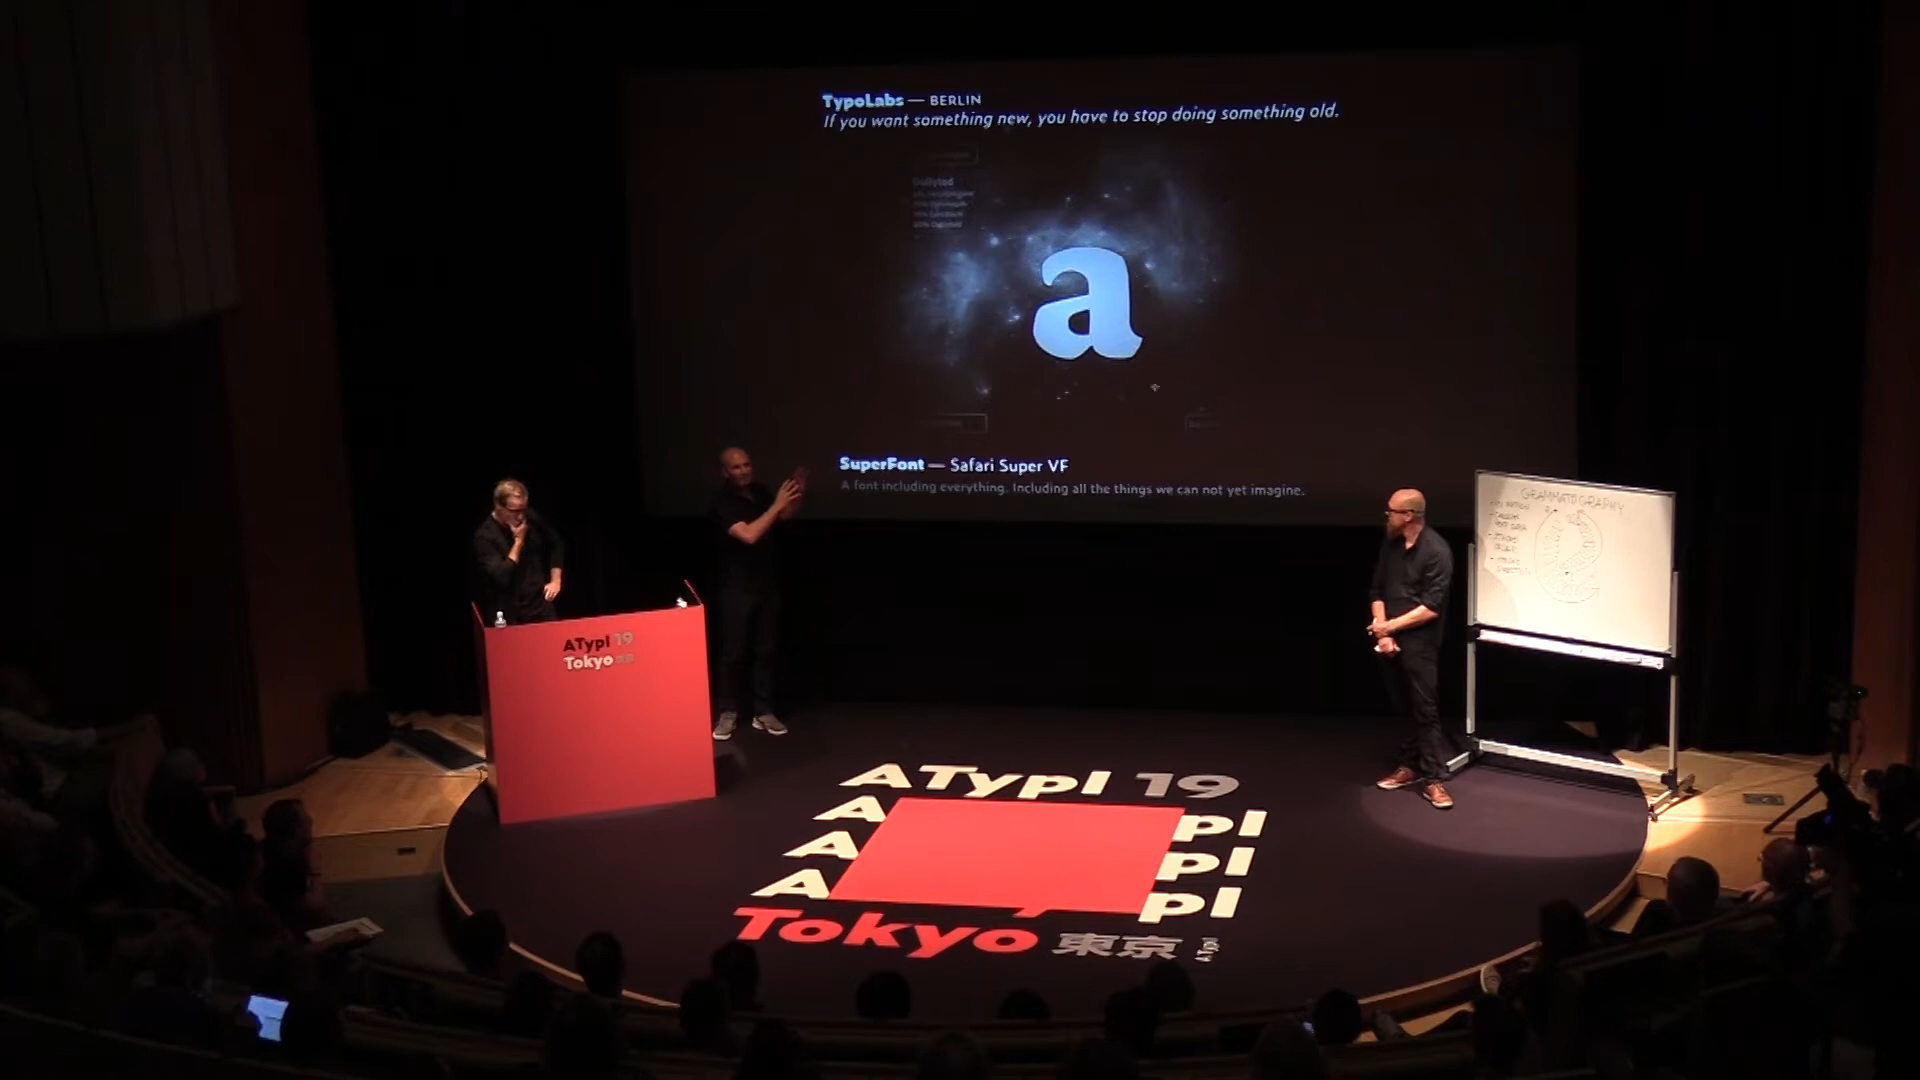 TypoLabs — BERLIN
If you want something new, you have to stop doing something old.
a
SuperFont — Safari Super VF
A font including everything. Including all the things we can not yet imagine.
GRAMMATOGRAPHY
ATypI 19
Tokyo
ATypI 19
A pI
A pI
A pI
Tokyo 東京 ATypI